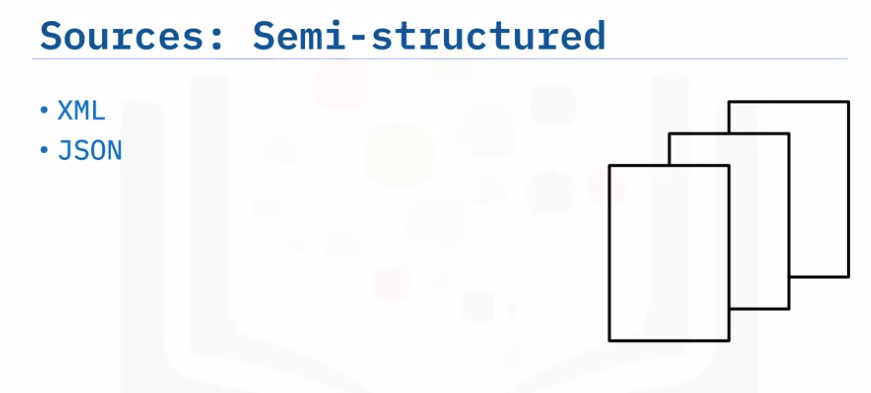 Sources: Semi-structured
• XML
• JSON